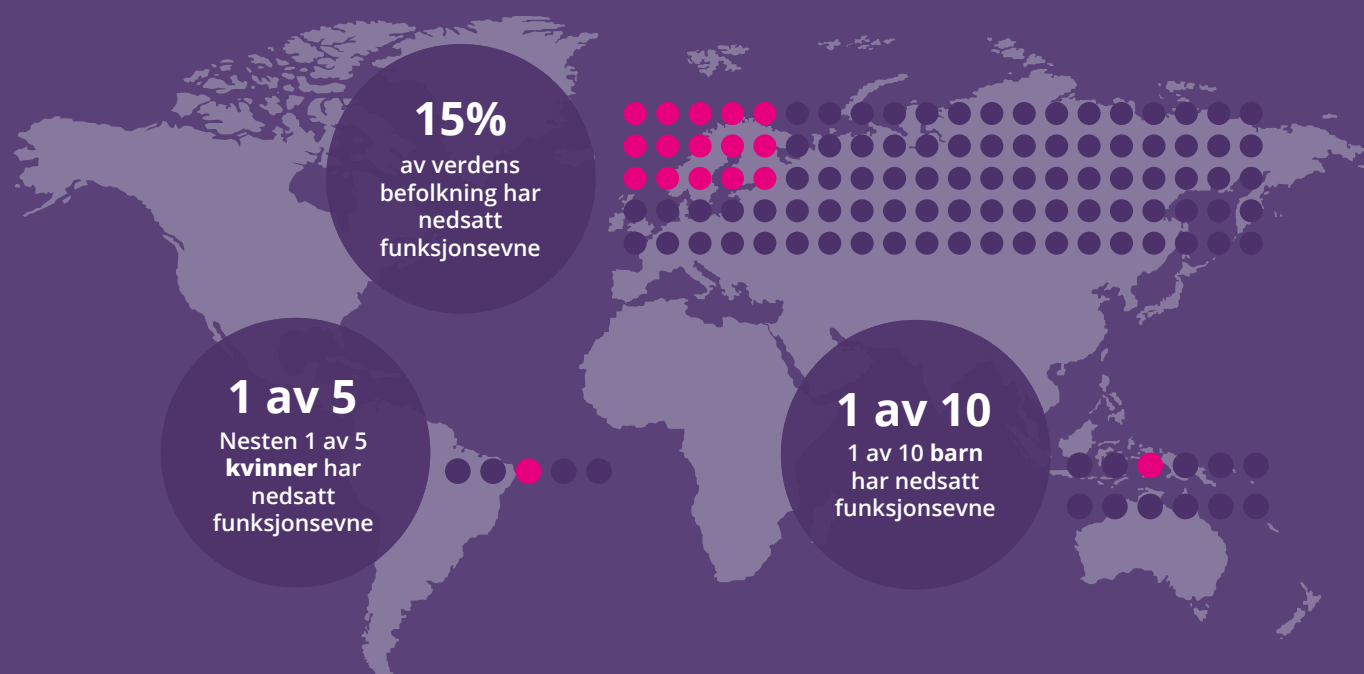 15%
av verdens
befolkning har
nedsatt
funksjonsevne
1 av 5
Nesten 1 av 5
kvinner har
nedsatt
funksjonsevne
1 av 10
1 av 10 barn
har nedsatt
funksjonsevne